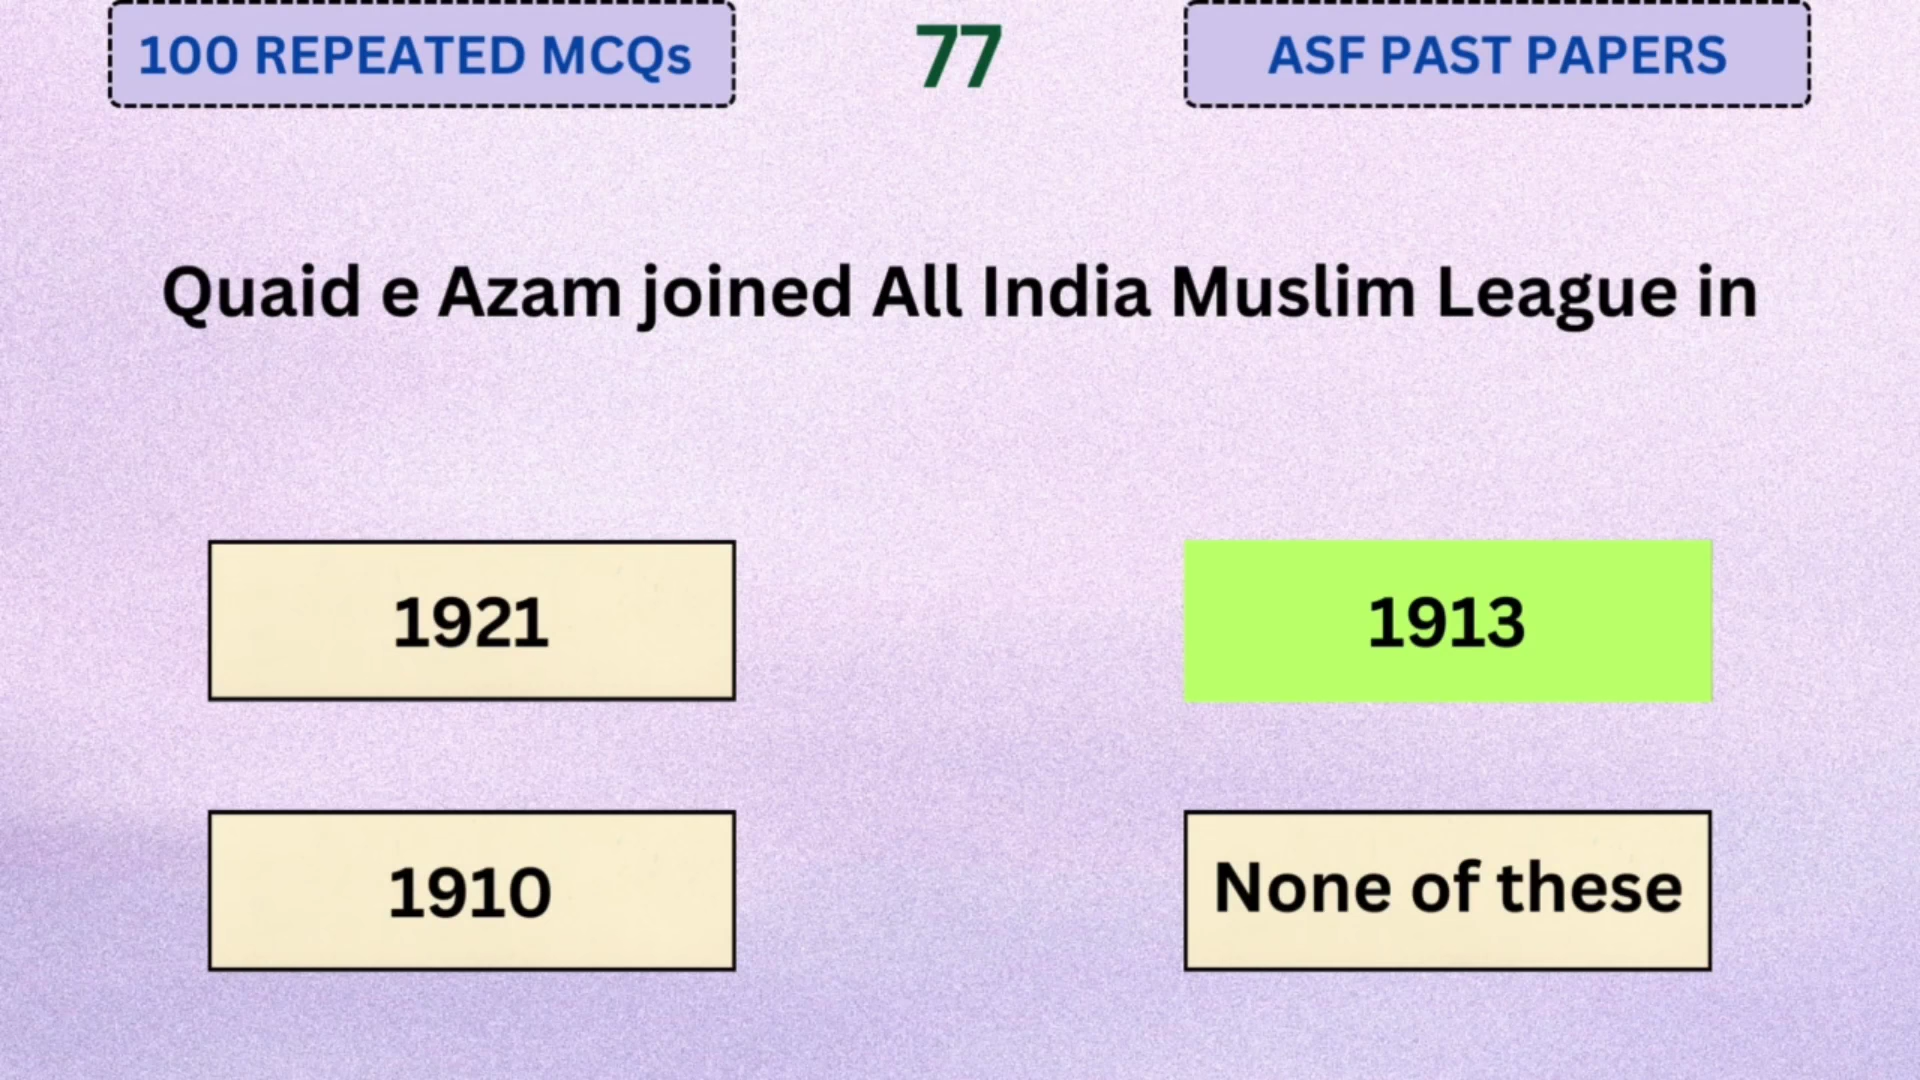 100 REPEATED MCQs
77
ASF PAST PAPERS
Quaid e Azam joined All India Muslim League in
1921
1913
1910
None of these